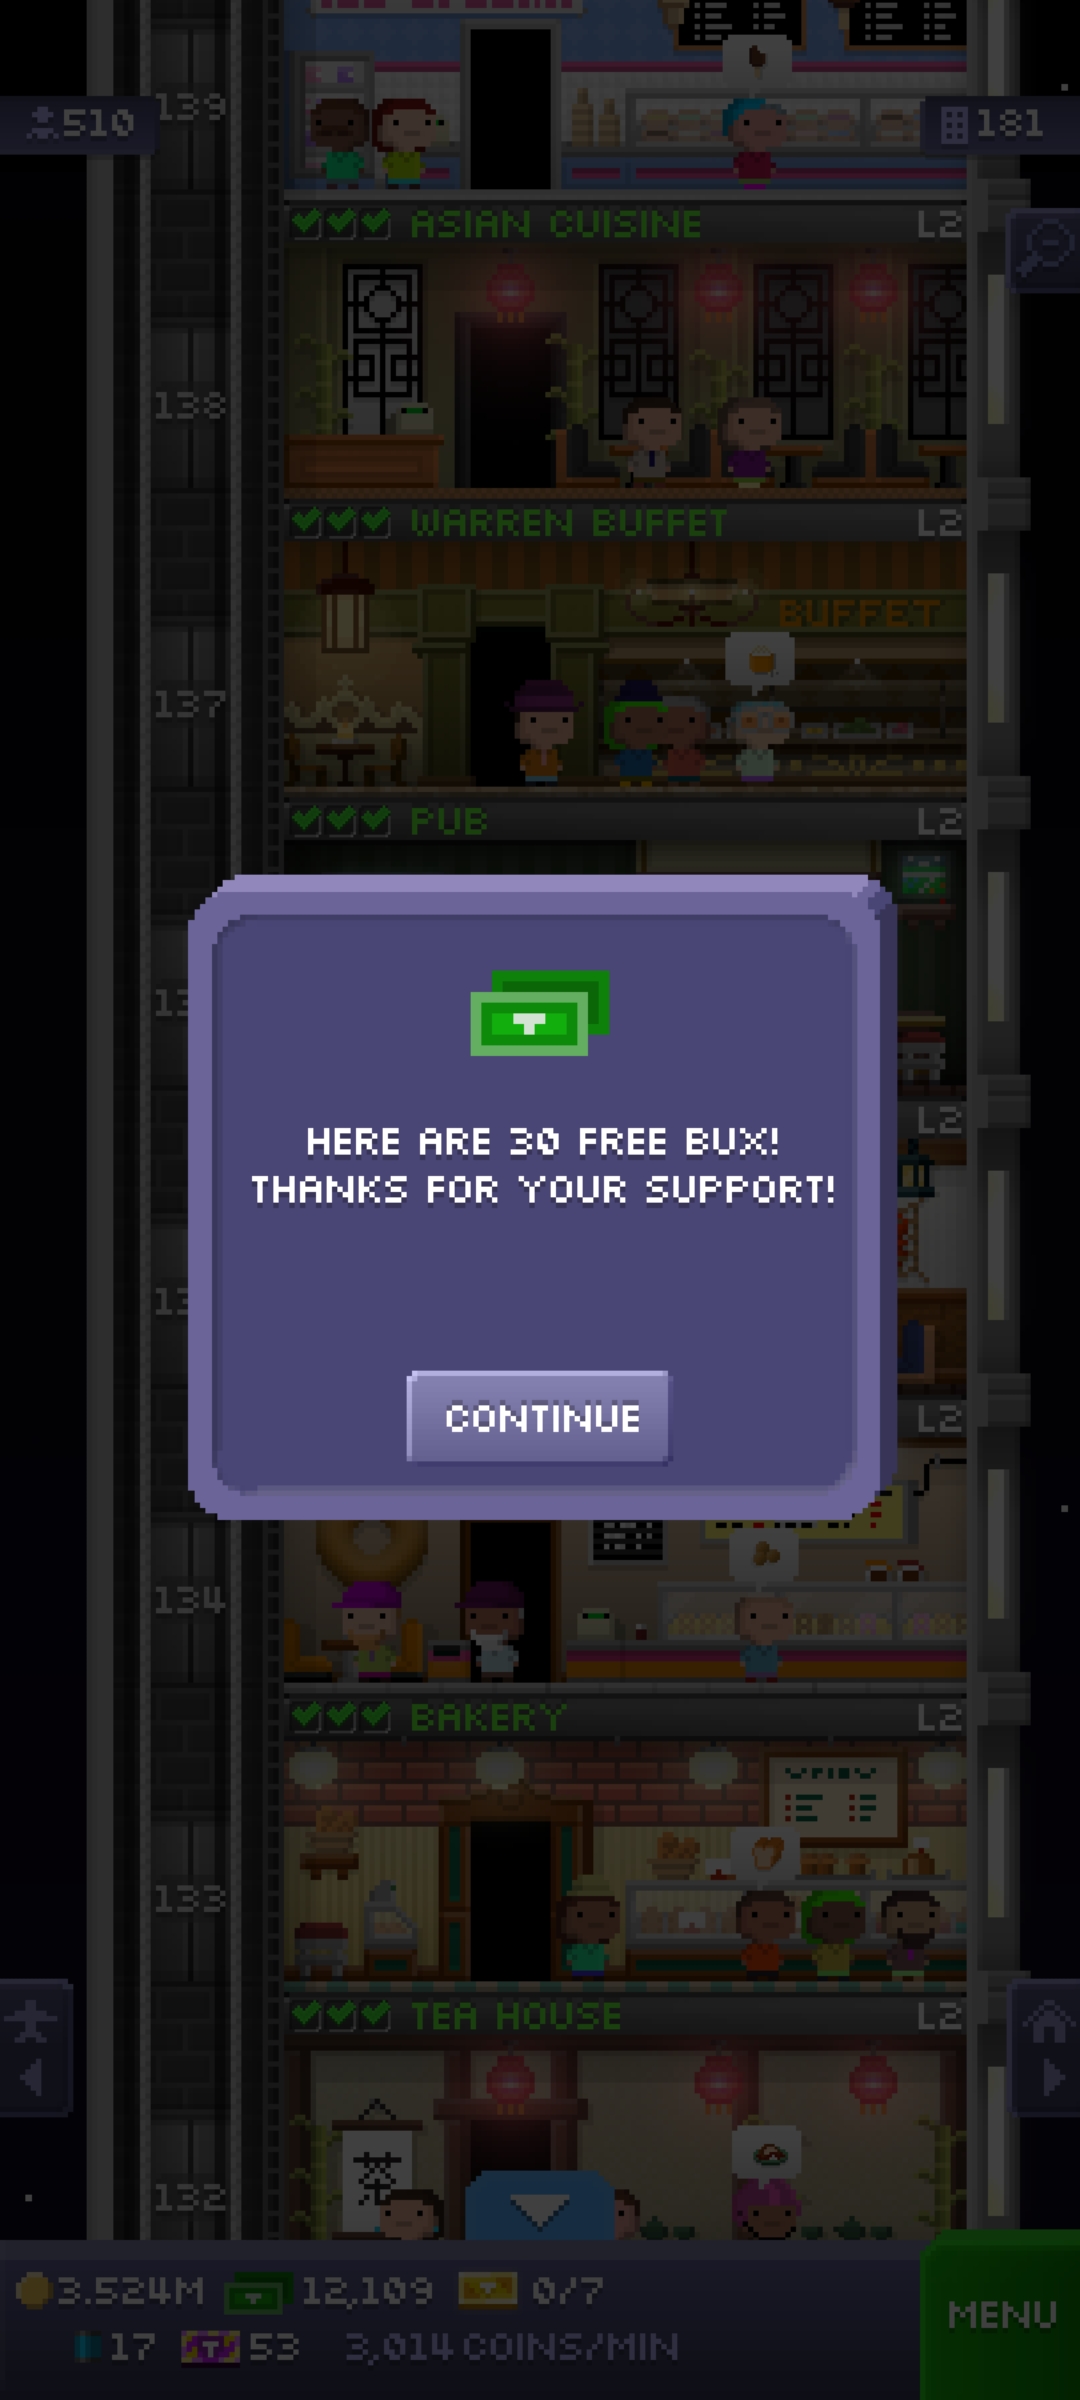 139
510
181
ASIAN CUISINE L2
138
WARREN BUFFET L2
BUFFET
137
PUB L2
HERE ARE 30 FREE BUX!
THANKS FOR YOUR SUPPORT!
L2
CONTINUE
L2
134
BAKERY L2
133
TEA HOUSE L2
茶
132
3.524M 12,109 0/7
MENU
17 53 3,014 COINS/MIN